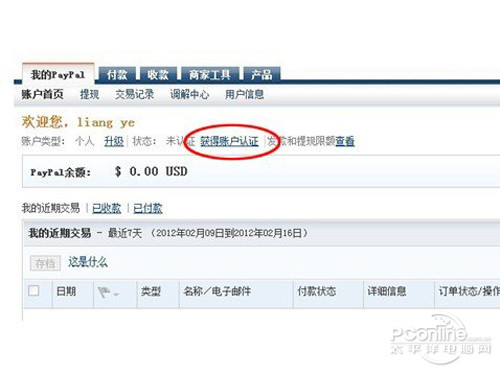 我的PayPal 付款 收款 商家工具 产品
账户首页 提现 交易记录 调解中心 用户信息
欢迎您, liang ye
账户类型: 个人 升级 | 状态: 未认证 获得账户认证 | 发款和提现限额 查看
PayPal余额: $ 0.00 USD
我的近期交易 | 已收款 | 已付款
我的近期交易 - 最近7天 (2012年02月09日到2012年02月16日)
存档 这是什么
日期 类型 名称/电子邮件 付款状态 详细信息 订单状态/操作
PConline.com.cn
太平洋电脑网